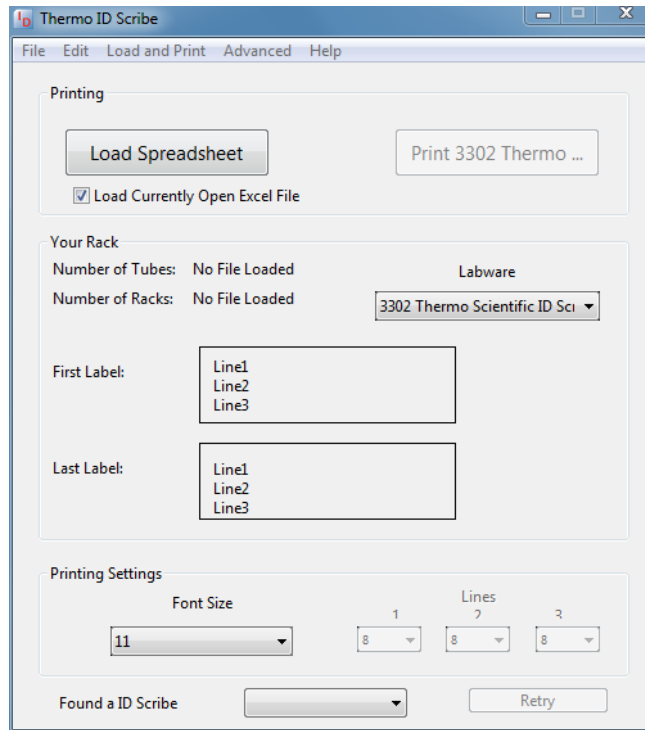 Thermo ID Scribe
File Edit Load and Print Advanced Help
Printing
Load Spreadsheet
Print 3302 Thermo ...
Load Currently Open Excel File
Your Rack
Number of Tubes: No File Loaded
Labware
Number of Racks: No File Loaded
3302 Thermo Scientific ID Scr
First Label:
Line1
Line2
Line3
Last Label:
Line1
Line2
Line3
Printing Settings
Font Size
Lines
1 2 3
11
8 8 8
Found a ID Scribe
Retry